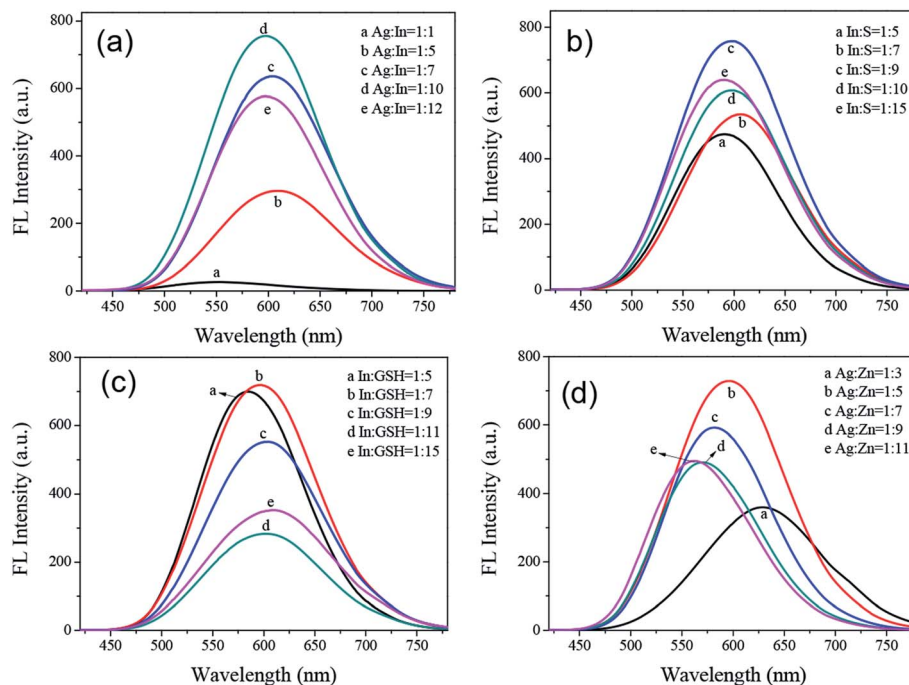 (a)
a Ag:In=1:1
b Ag:In=1:5
c Ag:In=1:7
d Ag:In=1:10
e Ag:In=1:12
d
c
e
b
a
800
600
400
200
0
FL Intensity (a.u.)
450 500 550 600 650 700 750
Wavelength (nm)
(b)
a In:S=1:5
b In:S=1:7
c In:S=1:9
d In:S=1:10
e In:S=1:15
c
e
d
b
a
800
600
400
200
0
FL Intensity (a.u.)
450 500 550 600 650 700 750
Wavelength (nm)
(c)
a In:GSH=1:5
b In:GSH=1:7
c In:GSH=1:9
d In:GSH=1:11
e In:GSH=1:15
b
a
c
e
d
800
600
400
200
0
FL Intensity (a.u.)
450 500 550 600 650 700 750
Wavelength (nm)
(d)
a Ag:Zn=1:3
b Ag:Zn=1:5
c Ag:Zn=1:7
d Ag:Zn=1:9
e Ag:Zn=1:11
b
c
e
d
a
800
700
600
500
400
300
200
100
0
FL Intensity (a.u.)
450 500 550 600 650 700 750
Wavelength (nm)